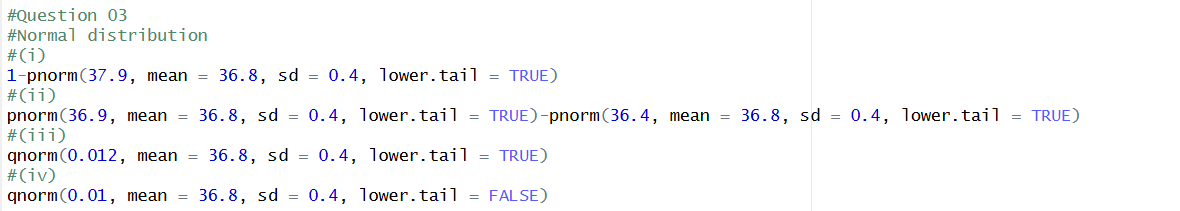 #Question 03
#Normal distribution
#(i)
1-pnorm(37.9, mean = 36.8, sd = 0.4, lower.tail = TRUE)
#(ii)
pnorm(36.9, mean = 36.8, sd = 0.4, lower.tail = TRUE)-pnorm(36.4, mean = 36.8, sd = 0.4, lower.tail = TRUE)
#(iii)
qnorm(0.012, mean = 36.8, sd = 0.4, lower.tail = TRUE)
#(iv)
qnorm(0.01, mean = 36.8, sd = 0.4, lower.tail = FALSE)